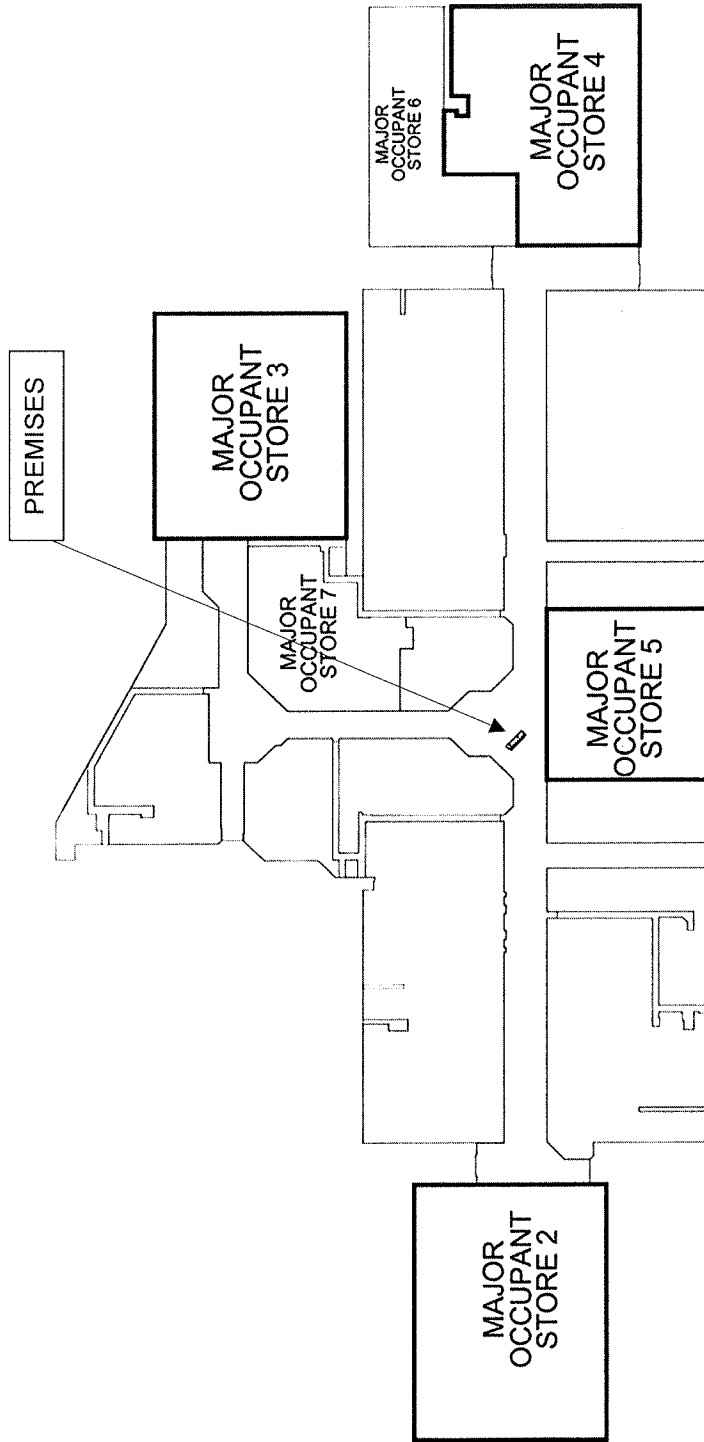 PREMISES
MAJOR
OCCUPANT
STORE 6
MAJOR
OCCUPANT
STORE 4
MAJOR
OCCUPANT
STORE 3
MAJOR
OCCUPANT
STORE 7
MAJOR
OCCUPANT
STORE 5
MAJOR
OCCUPANT
STORE 2